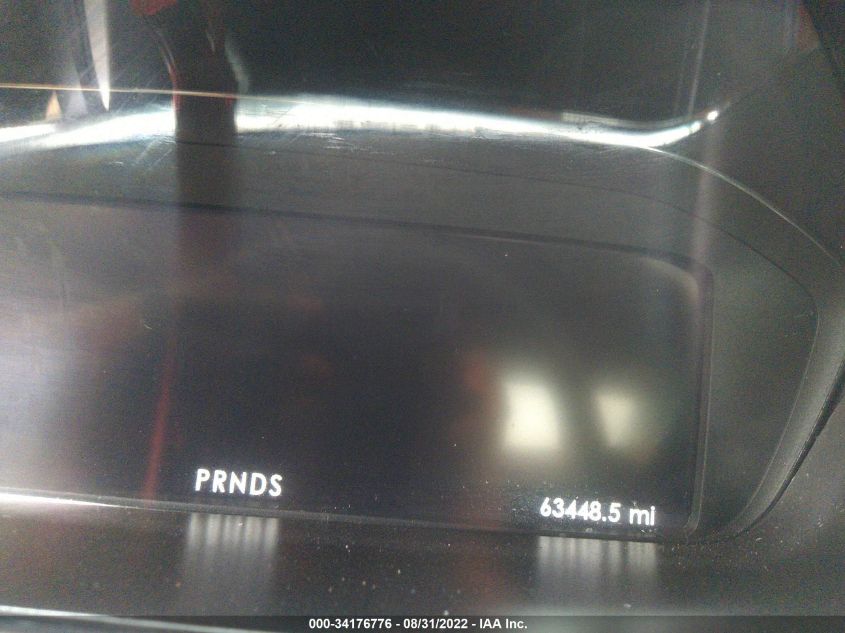 PRNDS
63448.5 mi
000-34176776 - 08/31/2022 - IAA Inc.